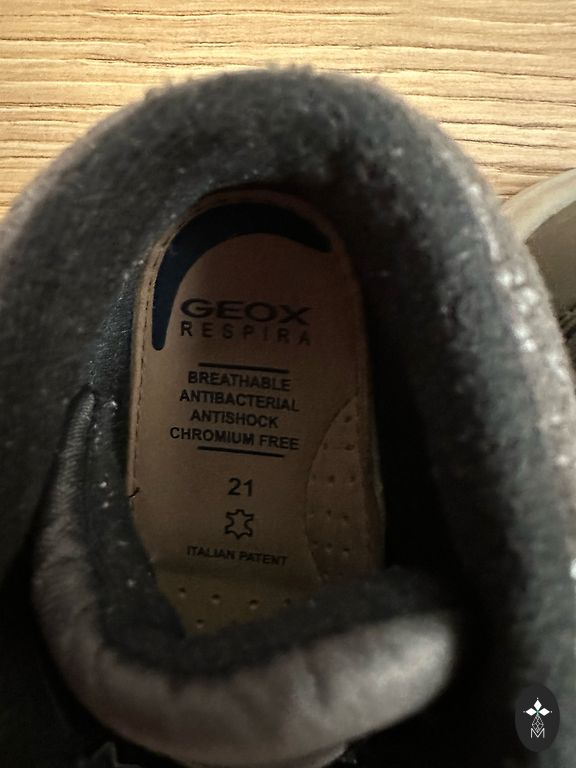 GEOX
RESPIRA
BREATHABLE
ANTIBACTERIAL
ANTISHOCK
CHROMIUM FREE
21
ITALIAN PATENT
M